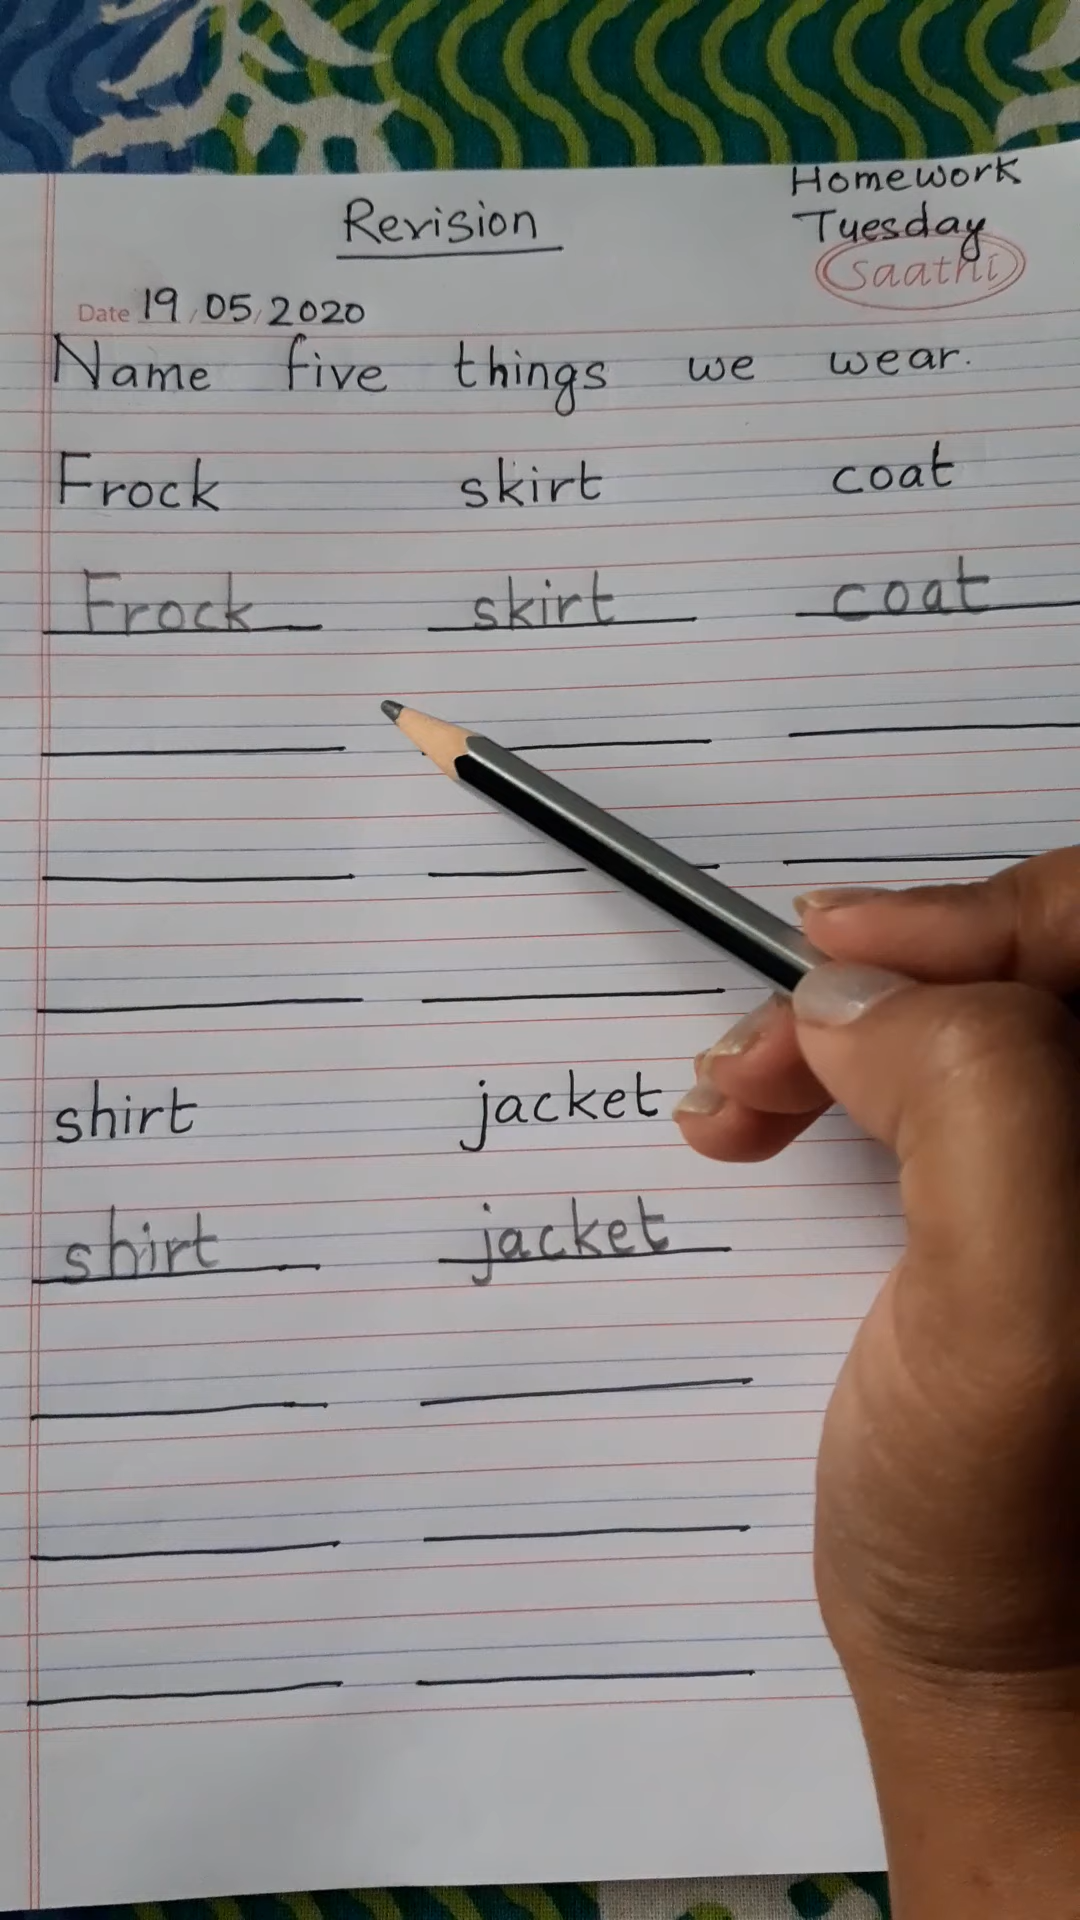 Homework
Revision Tuesday
saathi
Date 19/05/2020
Name five things we wear.
Frock skirt coat
Frock skirt coat
shirt jacket
shirt jacket